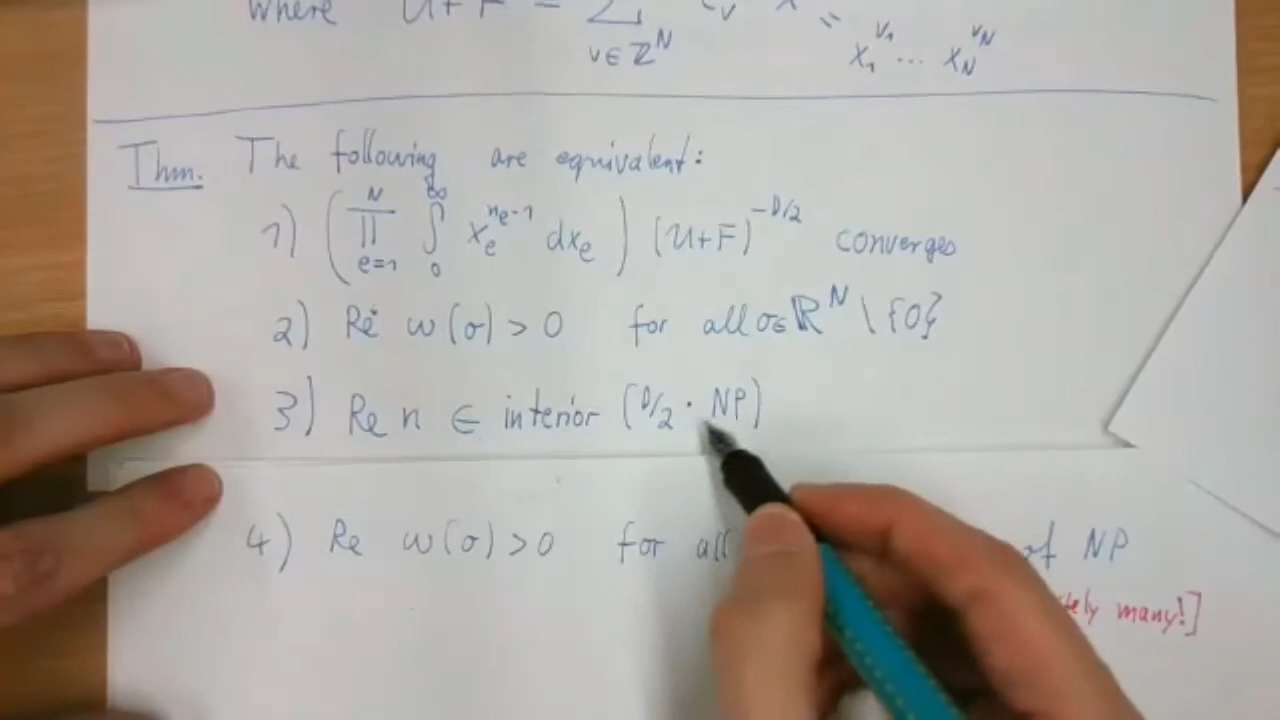 where U+F = ∑ c_v x^v
v∈ℤ^N
x_1^{v_1} ... x_N^{v_N}
Thm. The following are equivalent:
1) (∏_{e=1}^{N} ∫_0^∞ x_e^{n_e-1} dx_e) (U+F)^{-D/2} converges
2) Re w(σ) > 0 for all σ∈ℝ^N \ {0}
3) Re n ∈ interior (D/2 · NP)
4) Re w(σ) > 0 for all of NP
many!]